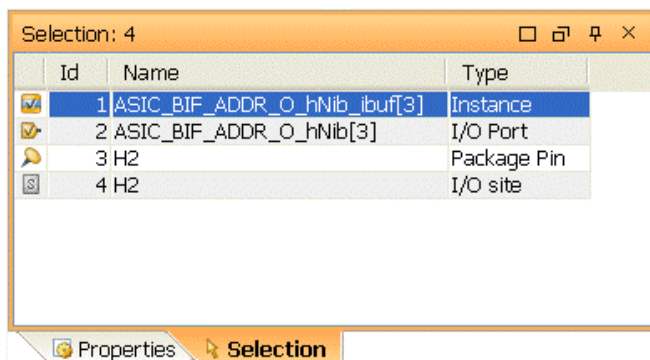 Selection: 4
Id Name Type
1 ASIC_BIF_ADDR_O_hNib_ibuf[3] Instance
2 ASIC_BIF_ADDR_O_hNib[3] I/O Port
3 H2 Package Pin
S 4 H2 I/O site
Properties Selection